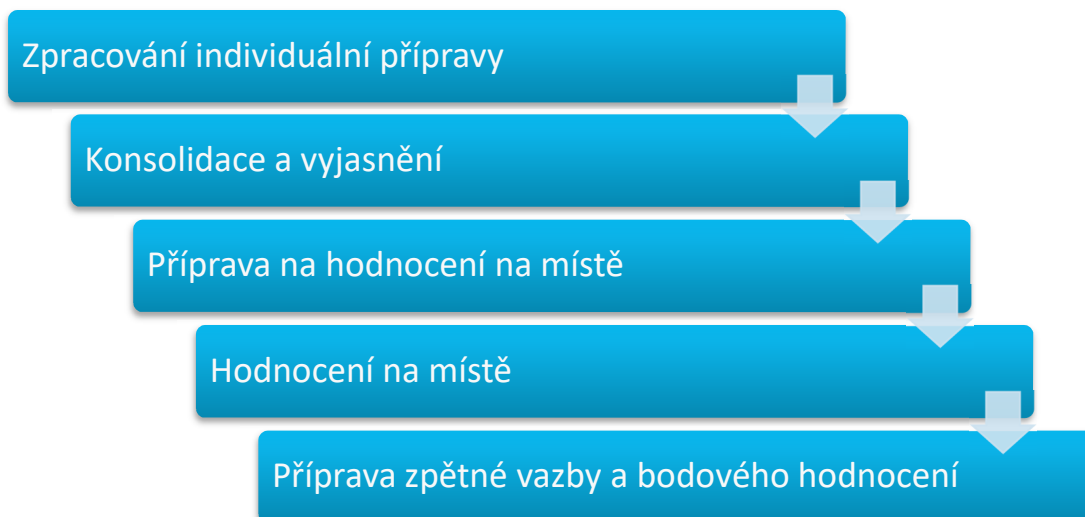 Zpracování individuální přípravy
Konsolidace a vyjasnění
Příprava na hodnocení na místě
Hodnocení na místě
Příprava zpětné vazby a bodového hodnocení